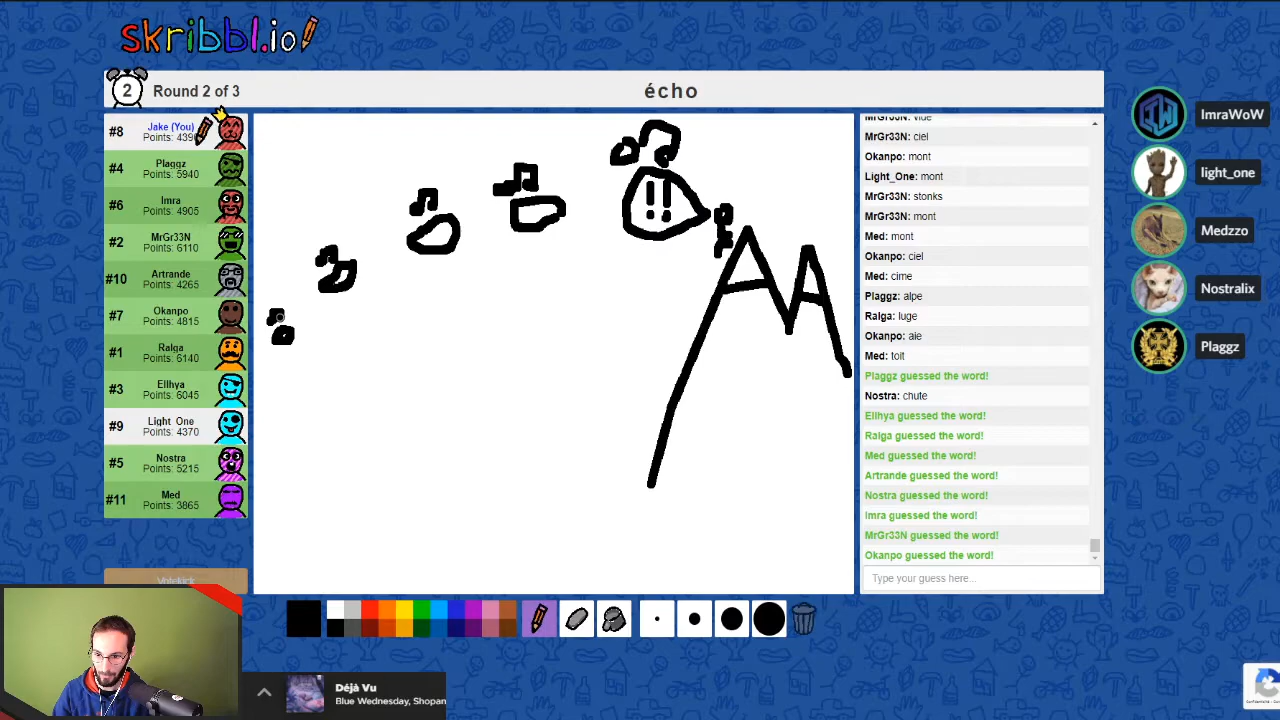 skribbl.io
2
Round 2 of 3
écho
#8
Jake (You)
Points: 439
#4
Plaggz
Points: 5940
#6
Imra
Points: 4905
#2
MrGr33N
Points: 6110
#10
Artrande
Points: 4265
#7
Okanpo
Points: 4815
#1
Ralga
Points: 6140
#3
Ellhya
Points: 6045
#9
Light_One
Points: 4370
#5
Nostra
Points: 5215
#11
Med
Points: 3865
Votekick
!!
MrGr33N: vide
MrGr33N: ciel
Okanpo: mont
Light_One: mont
MrGr33N: stonks
MrGr33N: mont
Med: mont
Okanpo: ciel
Med: cime
Plaggz: alpe
Ralga: luge
Okanpo: aie
Med: toit
Plaggz guessed the word!
Nostra: chute
Ellhya guessed the word!
Ralga guessed the word!
Med guessed the word!
Artrande guessed the word!
Nostra guessed the word!
Imra guessed the word!
MrGr33N guessed the word!
Okanpo guessed the word!
Type your guess here...
ImraWoW
light_one
Medzzo
Nostralix
Plaggz
Déjà Vu
Blue Wednesday, Shopan